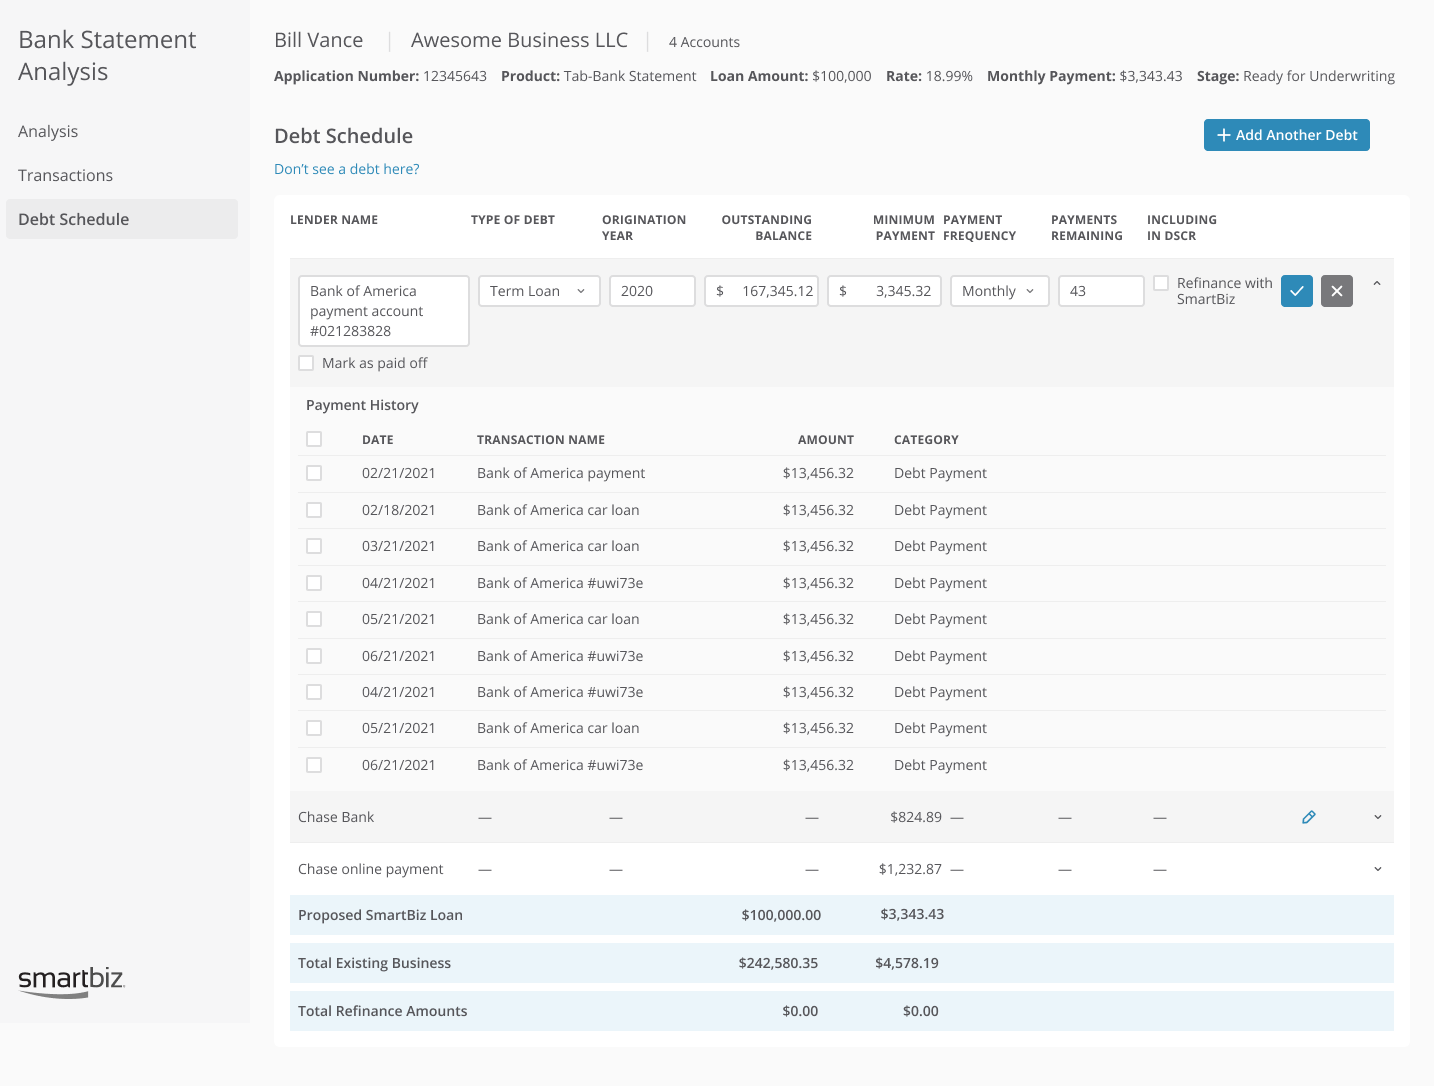 Bank Statement
Analysis
Analysis
Transactions
Debt Schedule
smartbiz
Bill Vance | Awesome Business LLC | 4 Accounts
Application Number: 12345643 Product: Tab-Bank Statement Loan Amount: $100,000 Rate: 18.99% Monthly Payment: $3,343.43 Stage: Ready for Underwriting
Debt Schedule
+ Add Another Debt
Don't see a debt here?
LENDER NAME TYPE OF DEBT ORIGINATION YEAR OUTSTANDING BALANCE MINIMUM PAYMENT PAYMENT FREQUENCY PAYMENTS REMAINING INCLUDING IN DSCR
Bank of America
payment account
#021283828
Term Loan 2020 $ 167,345.12 $ 3,345.32 Monthly 43
Refinance with
SmartBiz
Mark as paid off
Payment History
DATE TRANSACTION NAME AMOUNT CATEGORY
02/21/2021 Bank of America payment $13,456.32 Debt Payment
02/18/2021 Bank of America car loan $13,456.32 Debt Payment
03/21/2021 Bank of America car loan $13,456.32 Debt Payment
04/21/2021 Bank of America #uwi73e $13,456.32 Debt Payment
05/21/2021 Bank of America car loan $13,456.32 Debt Payment
06/21/2021 Bank of America #uwi73e $13,456.32 Debt Payment
04/21/2021 Bank of America #uwi73e $13,456.32 Debt Payment
05/21/2021 Bank of America car loan $13,456.32 Debt Payment
06/21/2021 Bank of America #uwi73e $13,456.32 Debt Payment
Chase Bank — — — $824.89 — — —
Chase online payment — — — $1,232.87 — — —
Proposed SmartBiz Loan $100,000.00 $3,343.43
Total Existing Business $242,580.35 $4,578.19
Total Refinance Amounts $0.00 $0.00